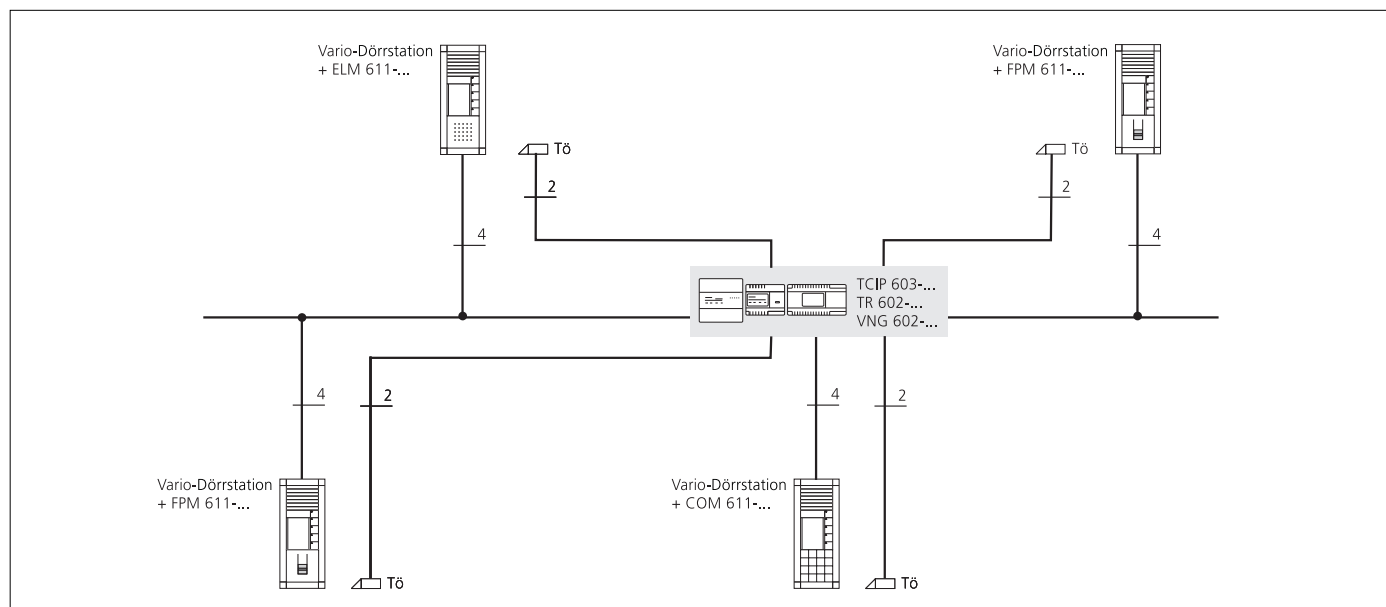 Vario-Dörrstation
+ ELM 611-...
Vario-Dörrstation
+ FPM 611-...
Tö
Tö
2
2
4
4
TCIP 603-...
TR 602-...
VNG 602-...
4
2
4
2
Vario-Dörrstation
+ FPM 611-...
Vario-Dörrstation
+ COM 611-...
Tö
Tö